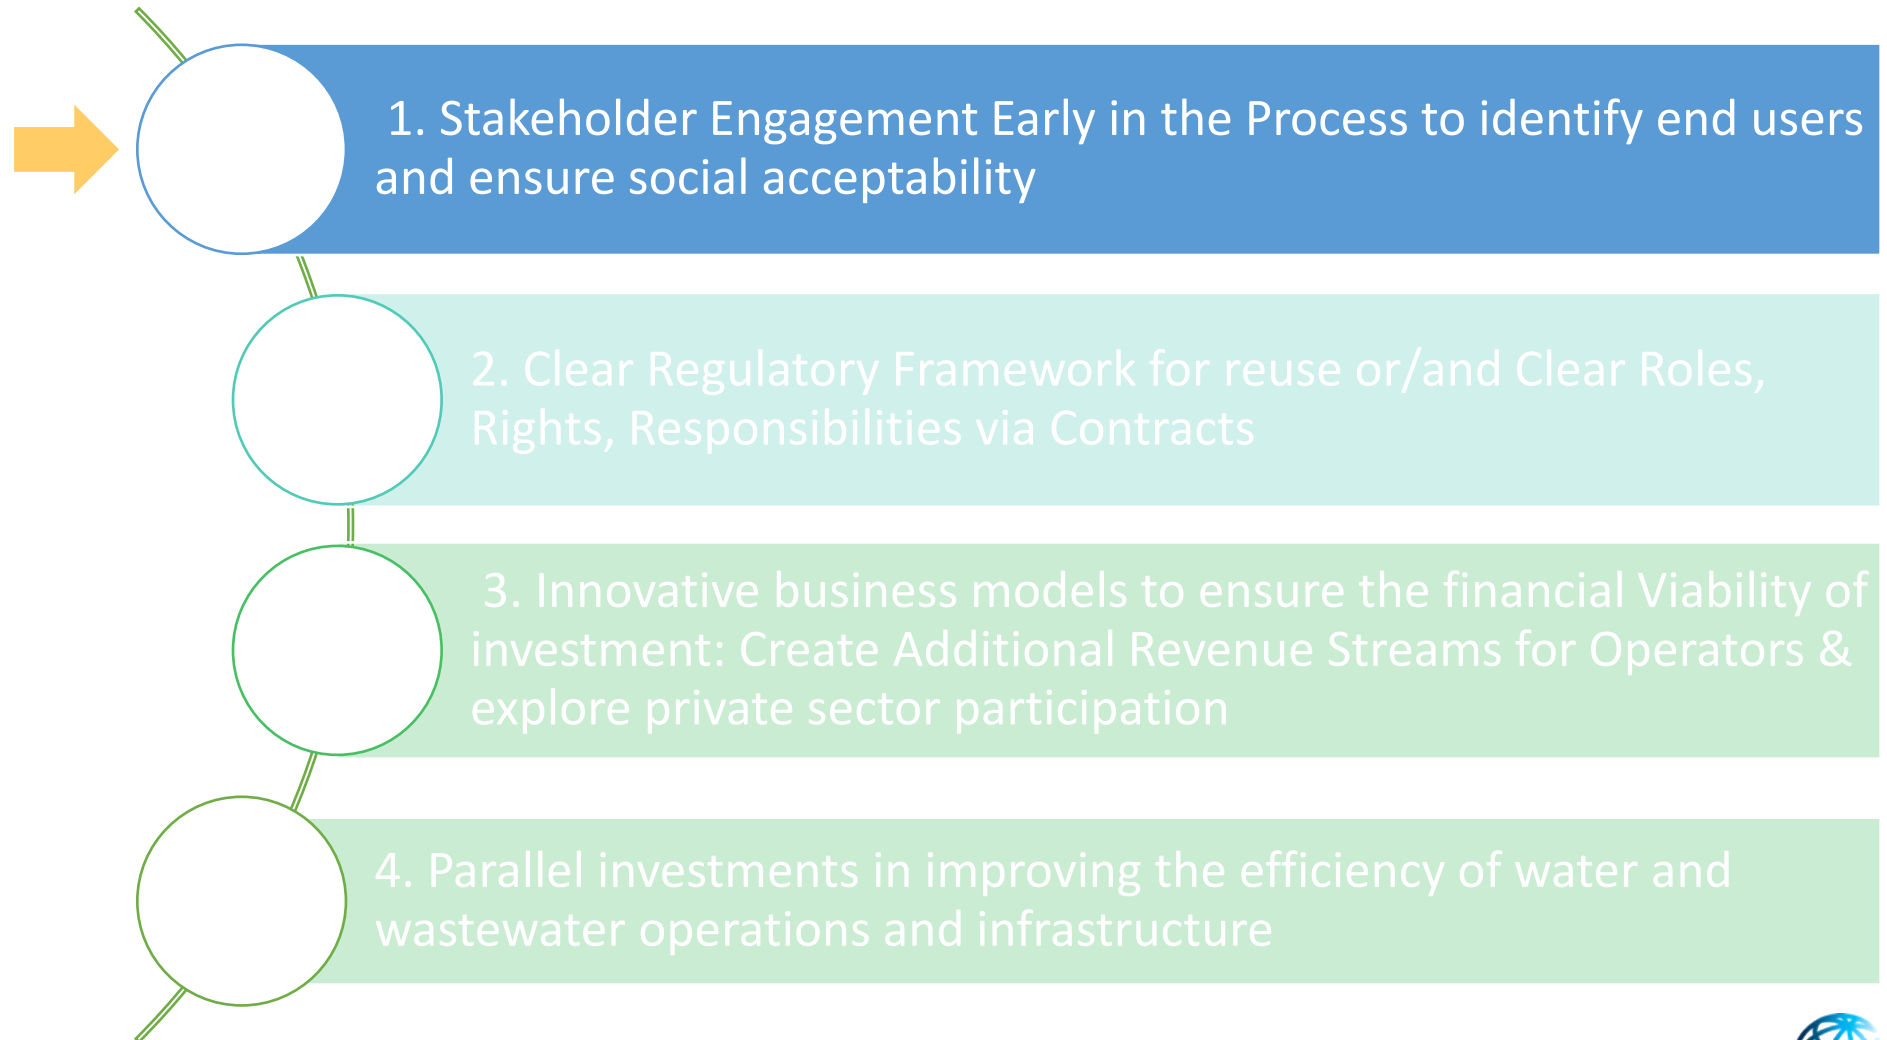 1. Stakeholder Engagement Early in the Process to identify end users
and ensure social acceptability
2. Clear Regulatory Framework for reuse or/and Clear Roles,
Rights, Responsibilities via Contracts
3. Innovative business models to ensure the financial Viability of
investment: Create Additional Revenue Streams for Operators &
explore private sector participation
4. Parallel investments in improving the efficiency of water and
wastewater operations and infrastructure